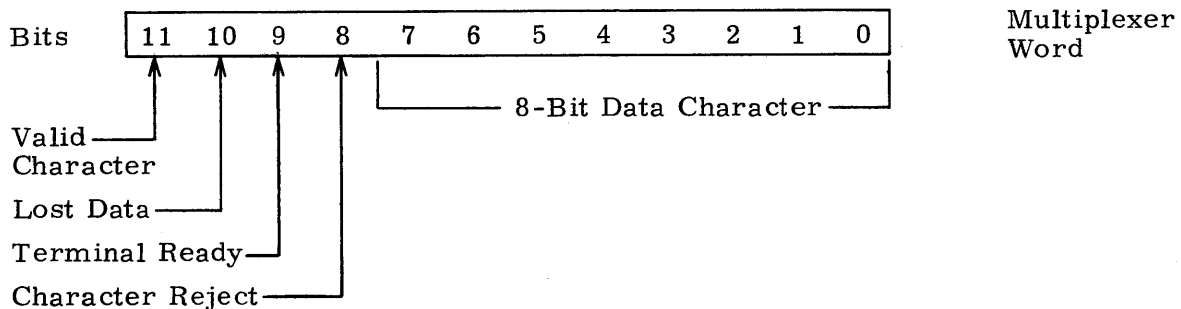 Bits 11 10 9 8 7 6 5 4 3 2 1 0 Multiplexer
Word
8-Bit Data Character
Valid
Character
Lost Data
Terminal Ready
Character Reject